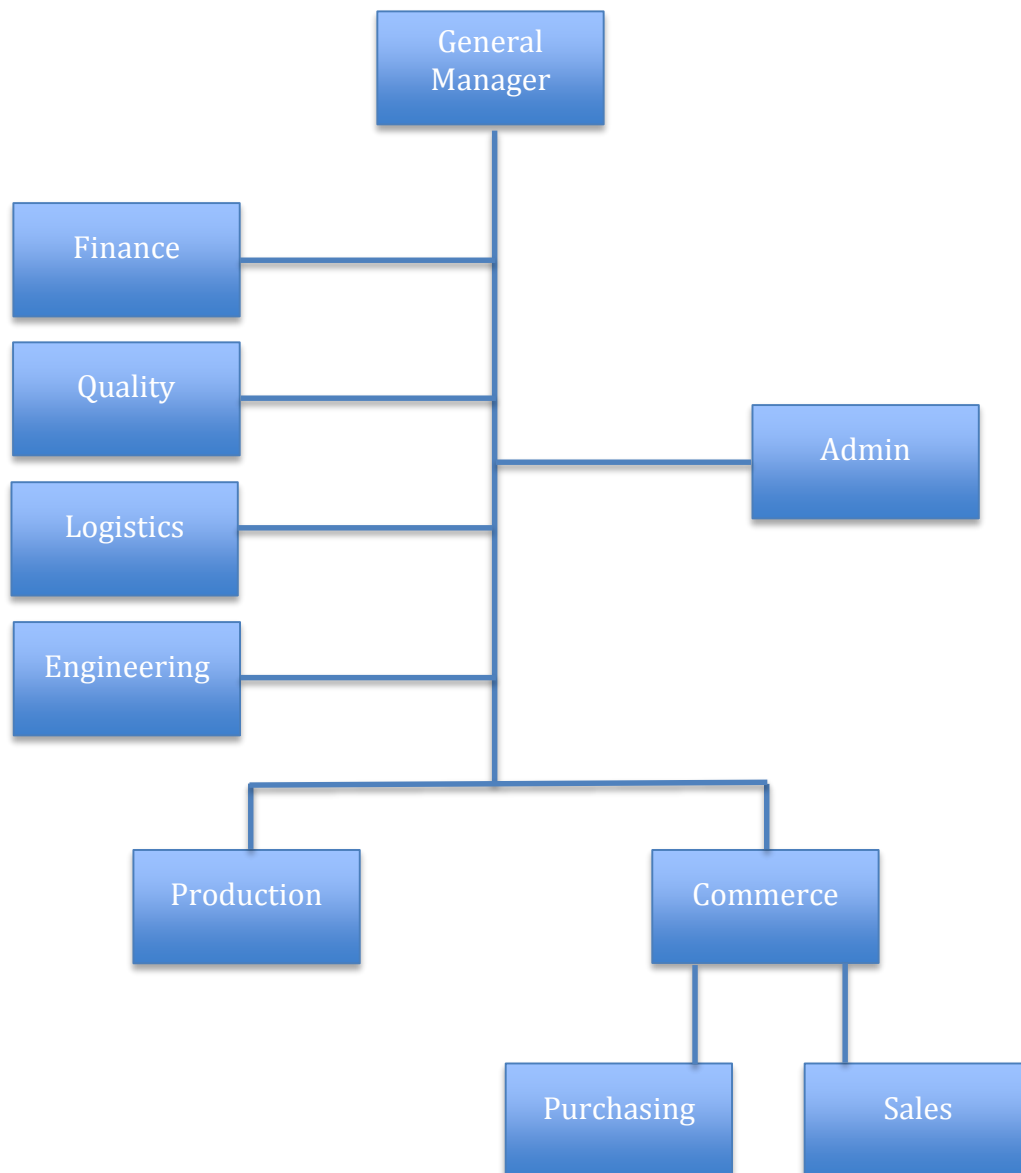 General
Manager
Finance
Quality
Admin
Logistics
Engineering
Production
Commerce
Purchasing
Sales